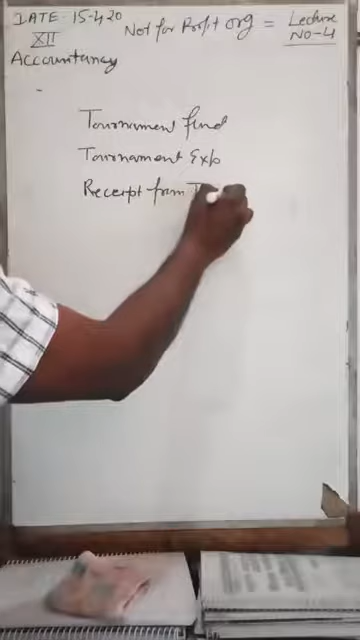 DATE 15-4-20 Not for Profit Org = Lecture
XII NO-4
Accountancy
Tournament fund
Tournament Exp
Receipt from T